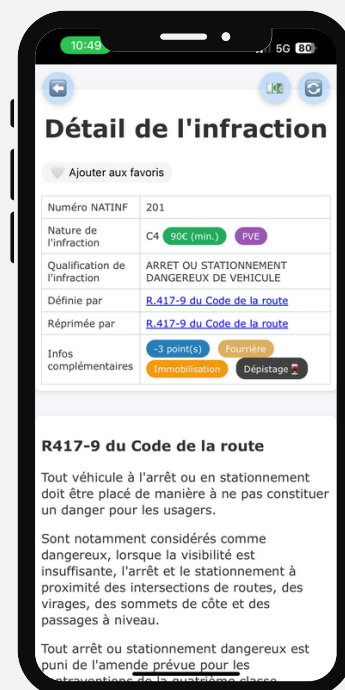 10:49
5G 80
Détail de l'infraction
Ajouter aux favoris
Numéro NATINF 201
Nature de
l'infraction
C4 90€ (min.) PVE
Qualification de
l'infraction
ARRET OU STATIONNEMENT
DANGEREUX DE VEHICULE
Définie par R.417-9 du Code de la route
Réprimée par R.417-9 du Code de la route
Infos
complémentaires
-3 point(s) Fourrière
Immobilisation Dépistage
R417-9 du Code de la route
Tout véhicule à l'arrêt ou en stationnement
doit être placé de manière à ne pas constituer
un danger pour les usagers.
Sont notamment considérés comme
dangereux, lorsque la visibilité est
insuffisante, l'arrêt et le stationnement à
proximité des intersections de routes, des
virages, des sommets de côte et des
passages à niveau.
Tout arrêt ou stationnement dangereux est
puni de l'amende prévue pour les
contraventions de la quatrième classe